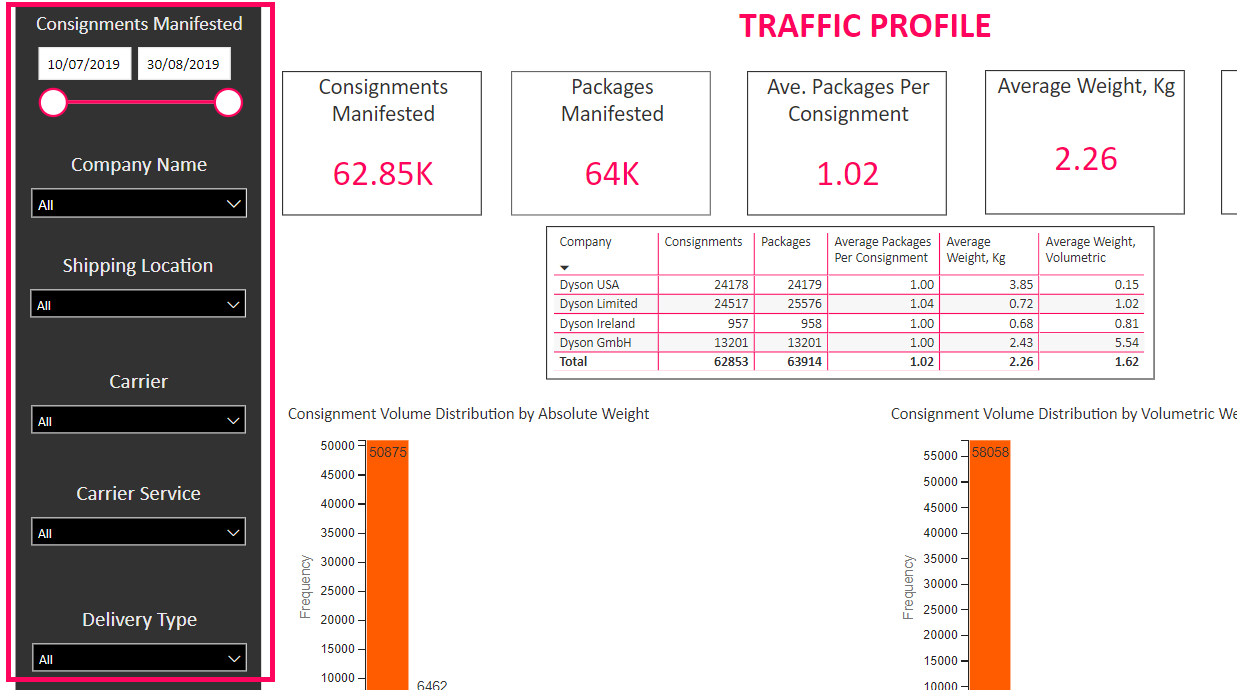 Consignments Manifested
10/07/2019 30/08/2019
Company Name
All
Shipping Location
All
Carrier
All
Carrier Service
All
Delivery Type
All
TRAFFIC PROFILE
Consignments
Manifested
62.85K
Packages
Manifested
64K
Ave. Packages Per
Consignment
1.02
Average Weight, Kg
2.26
Company Consignments Packages Average Packages Per Consignment Average Weight, Kg Average Weight, Volumetric
Dyson USA 24178 24179 1.00 3.85 0.15
Dyson Limited 24517 25576 1.04 0.72 1.02
Dyson Ireland 957 958 1.00 0.68 0.81
Dyson GmbH 13201 13201 1.00 2.43 5.54
Total 62853 63914 1.02 2.26 1.62
Consignment Volume Distribution by Absolute Weight
Frequency
50000
45000
40000
35000
30000
25000
20000
15000
10000
50875
6462
Consignment Volume Distribution by Volumetric We
Frequency
55000
50000
45000
40000
35000
30000
25000
20000
15000
10000
58058